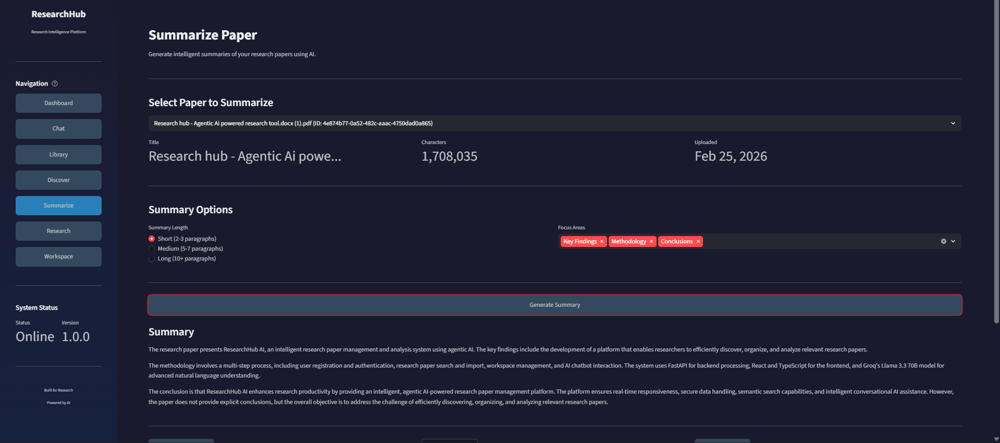 ResearchHub
Research Intelligence Platform
Navigation
Dashboard
Chat
Library
Discover
Summarize
Research
Workspace
System Status
Status
Version
Online
1.0.0
Built for Research
Powered by AI
Summarize Paper
Generate intelligent summaries of your research papers using AI.
Select Paper to Summarize
Research hub - Agentic Ai powered research tool.docx (1).pdf (ID: 4e874b77-0a52-482c-aaac-4750dad0a865)
Title
Research hub - Agentic Ai powe...
Characters
1,708,035
Uploaded
Feb 25, 2026
Summary Options
Summary Length
Short (2-3 paragraphs)
Medium (5-7 paragraphs)
Long (10+ paragraphs)
Focus Areas
Key Findings ×
Methodology ×
Conclusions ×
Generate Summary
Summary
The research paper presents ResearchHub AI, an intelligent research paper management and analysis system using agentic AI. The key findings include the development of a platform that enables researchers to efficiently discover, organize, and analyze relevant research papers.
The methodology involves a multi-step process, including user registration and authentication, research paper search and import, workspace management, and AI chatbot interaction. The system uses FastAPI for backend processing, React and TypeScript for the frontend, and Groq's Llama 3.3 70B model for
advanced natural language understanding.
The conclusion is that ResearchHub AI enhances research productivity by providing an intelligent, agentic AI-powered research paper management platform. The platform ensures real-time responsiveness, secure data handling, semantic search capabilities, and intelligent conversational AI assistance. However,
the paper does not provide explicit conclusions, but the overall objective is to address the challenge of efficiently discovering, organizing, and analyzing relevant research papers.